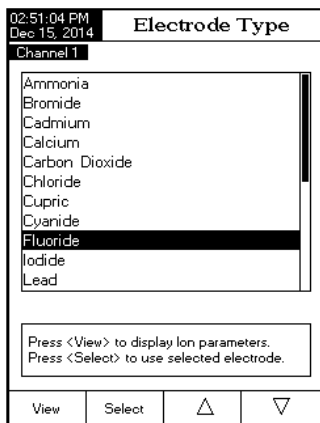 02:51:04 PM
Dec 15, 2014
Electrode Type
Channel 1
Ammonia
Bromide
Cadmium
Calcium
Carbon Dioxide
Chloride
Cupric
Cyanide
Fluoride
Iodide
Lead
Press <View> to display Ion parameters.
Press <Select> to use selected electrode.
View Select